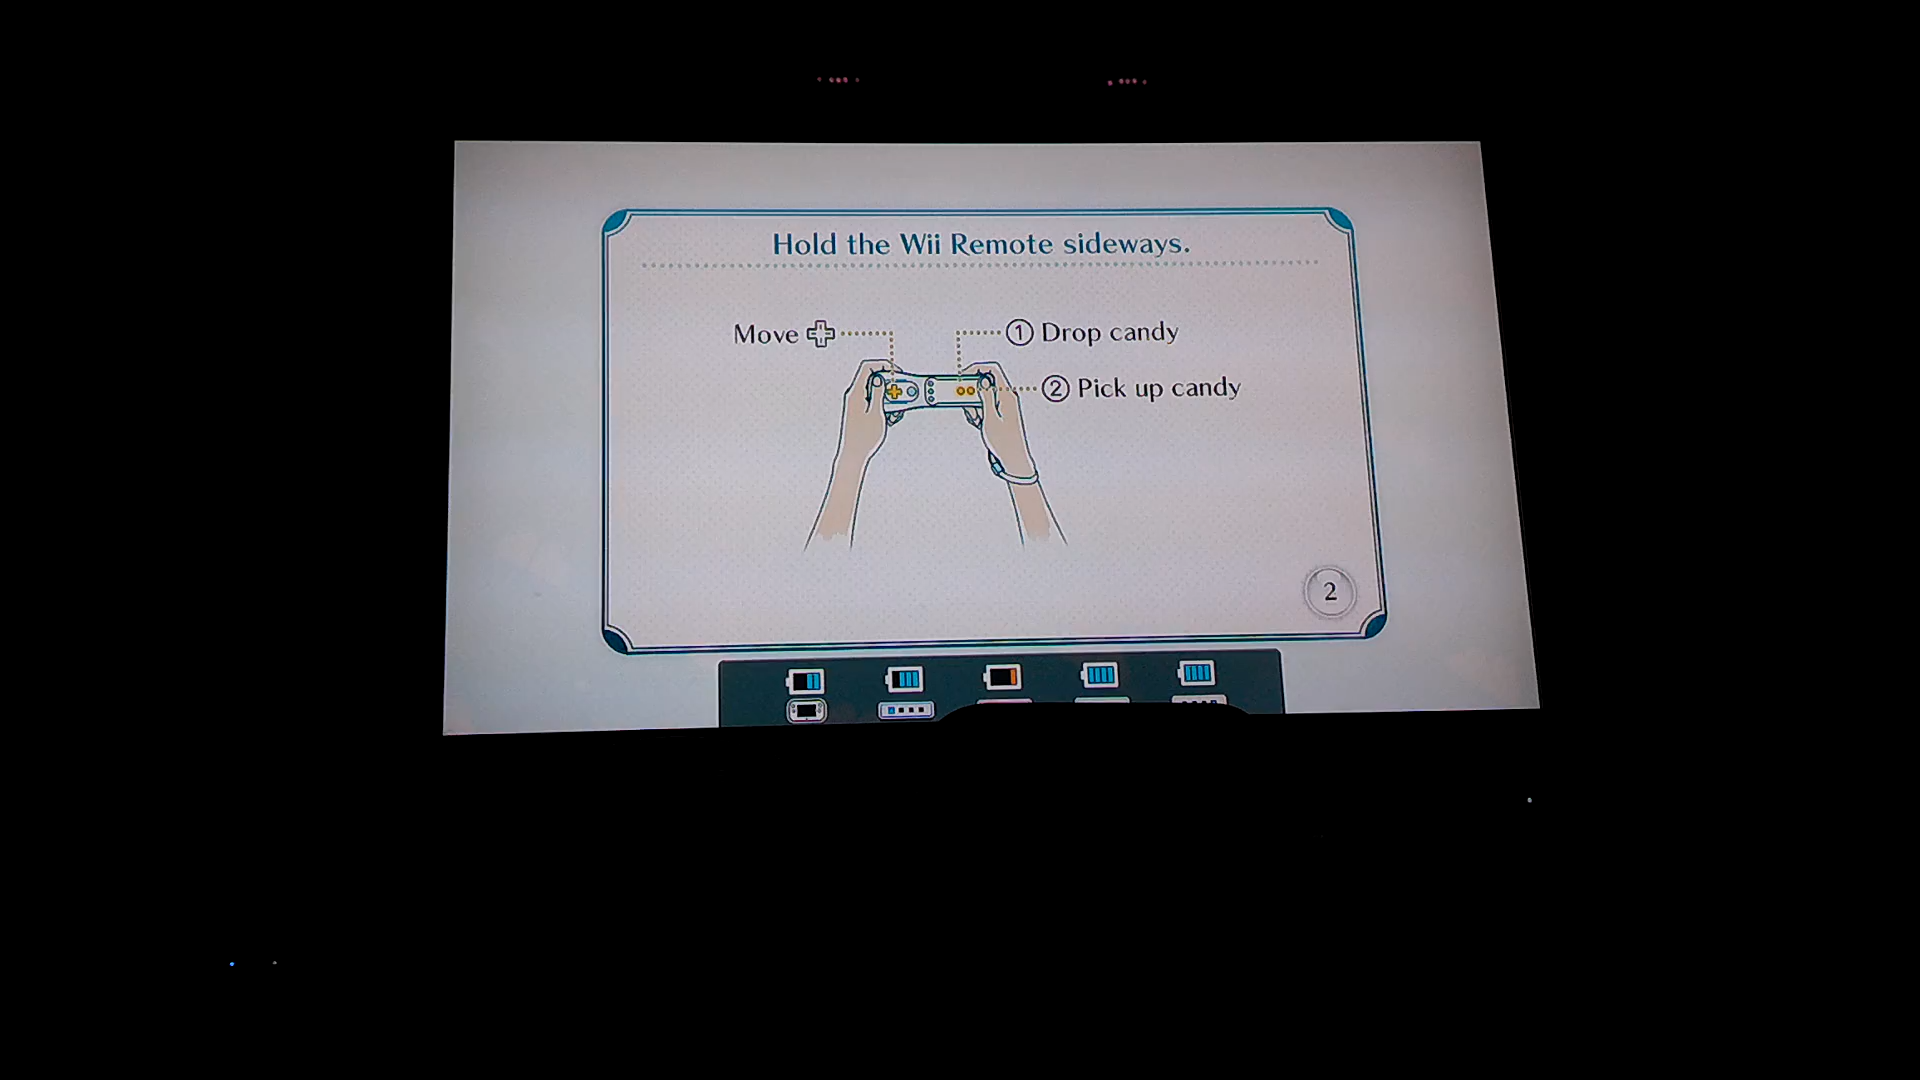 Hold the Wii Remote sideways.
Move
① Drop candy
② Pick up candy
2